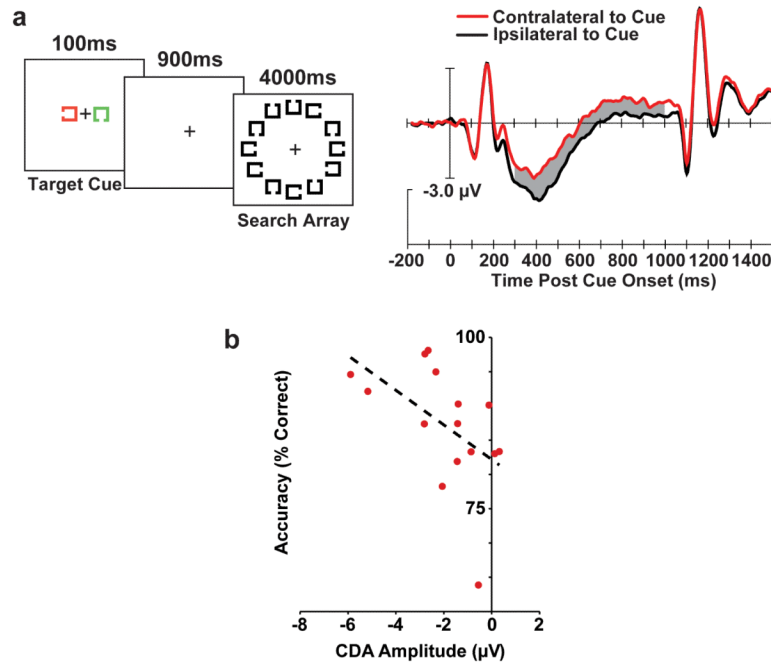 a
100ms
900ms
4000ms
Target Cue
Search Array
Contralateral to Cue
Ipsilateral to Cue
-3.0 µV
-200 0 200 400 600 800 1000 1200 1400
Time Post Cue Onset (ms)
b
100
75
Accuracy (% Correct)
-8 -6 -4 -2 0 2
CDA Amplitude (µV)